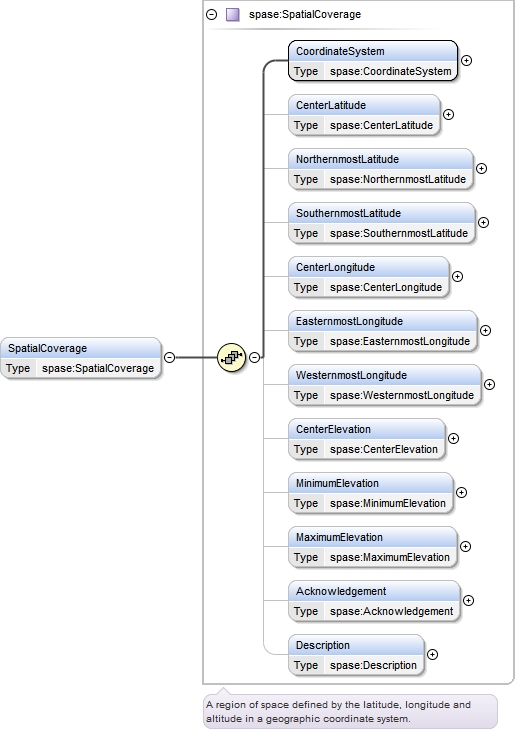 spase:SpatialCoverage
CoordinateSystem
Type spase:CoordinateSystem
CenterLatitude
Type spase:CenterLatitude
NorthernmostLatitude
Type spase:NorthernmostLatitude
SouthernmostLatitude
Type spase:SouthernmostLatitude
CenterLongitude
Type spase:CenterLongitude
EasternmostLongitude
Type spase:EasternmostLongitude
SpatialCoverage
Type spase:SpatialCoverage
WesternmostLongitude
Type spase:WesternmostLongitude
CenterElevation
Type spase:CenterElevation
MinimumElevation
Type spase:MinimumElevation
MaximumElevation
Type spase:MaximumElevation
Acknowledgement
Type spase:Acknowledgement
Description
Type spase:Description
A region of space defined by the latitude, longitude and
altitude in a geographic coordinate system.